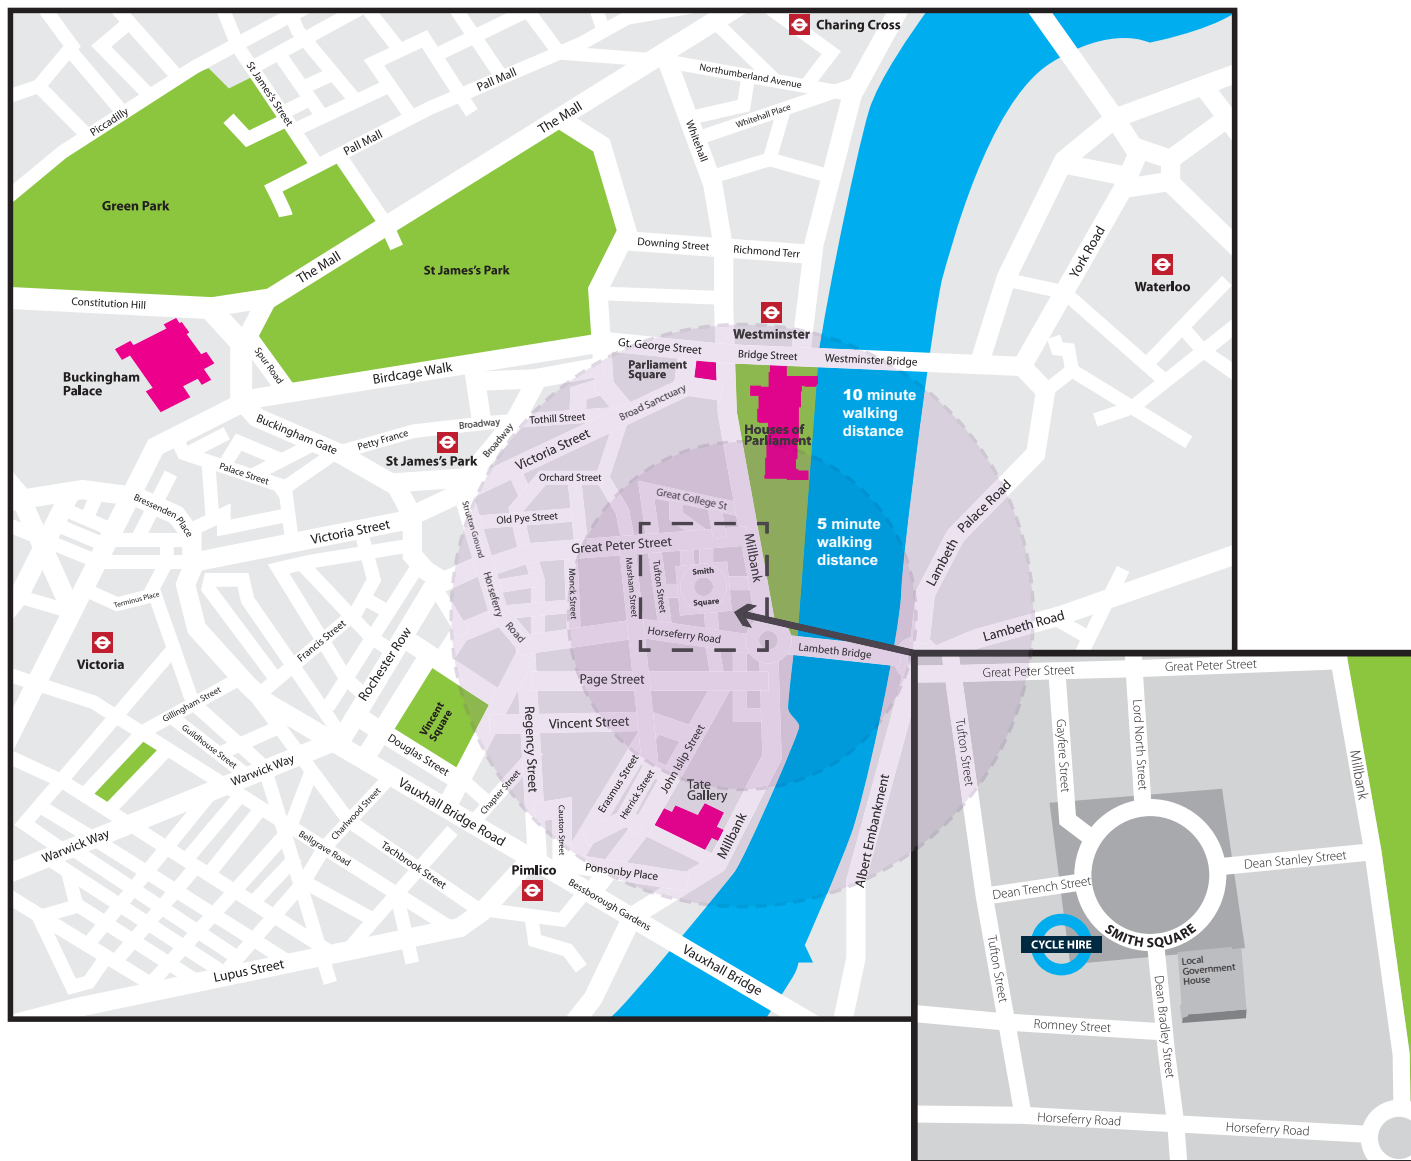 Charing Cross
Northumberland Avenue
Whitehall Place
Whitehall
St James's Street
Pall Mall
Pall Mall
The Mall
Piccadilly
Green Park
The Mall
St James's Park
Downing Street
Richmond Terr
York Road
Waterloo
Constitution Hill
Westminster
Gt. George Street
Bridge Street
Westminster Bridge
Parliament
Square
Buckingham
Palace
Spur Road
Birdcage Walk
10 minute
walking
distance
Houses of
Parliament
Broad Sanctuary
Tothill Street
Broadway
Broadway
Petty France
Buckingham Gate
St James's Park
Victoria Street
Palace Street
Orchard Street
Great College St
Bressenden Place
Victoria Street
Strutton Ground
Old Pye Street
Great Peter Street
Millbank
5 minute
walking
distance
Lambeth
Palace Road
Smith
Square
Tufton Street
Marsham Street
Monck Street
Horseferry
Road
Terminus Place
Horseferry Road
Lambeth Bridge
Lambeth Road
Francis Street
Rochester Row
Victoria
Page Street
Vincent
Square
Vincent Street
Regency Street
Gillingham Street
Guildhouse Street
Warwick Way
Douglas Street
Vauxhall Bridge Road
Chapter Street
Erasmus Street
Herrick Street
John Islip Street
Tate
Gallery
Millbank
Albert Embankment
Warwick Way
Bellgrave Road
Charlwood Street
Tachbrook Street
Causton Street
Pimlico
Ponsonby Place
Bessborough Gardens
Vauxhall Bridge
Lupus Street
Great Peter Street
Great Peter Street
Tufton Street
Gayfere Street
Lord North Street
Millbank
Dean Stanley Street
Dean Trench Street
CYCLE HIRE
SMITH SQUARE
Local
Government
House
Tufton Street
Dean Bradley Street
Romney Street
Horseferry Road
Horseferry Road